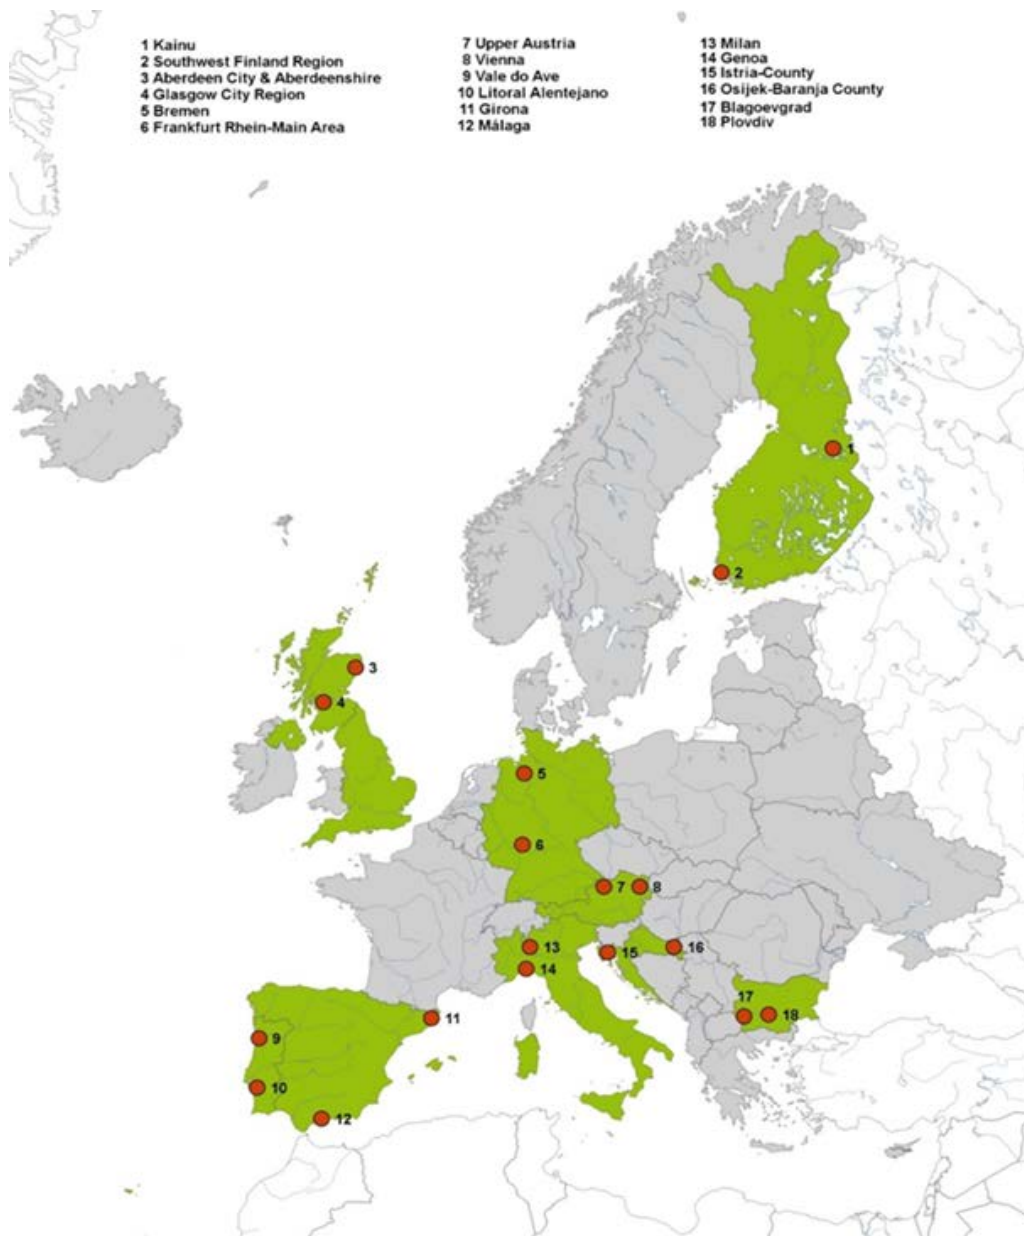 1 Kainu
2 Southwest Finland Region
3 Aberdeen City & Aberdeenshire
4 Glasgow City Region
5 Bremen
6 Frankfurt Rhein-Main Area
7 Upper Austria
8 Vienna
9 Vale do Ave
10 Litoral Alentejano
11 Girona
12 Málaga
13 Milan
14 Genoa
15 Istria-County
16 Osijek-Baranja County
17 Blagoevgrad
18 Plovdiv
1
2
3
4
5
6
7
8
13
15
16
14
17
18
11
9
10
12